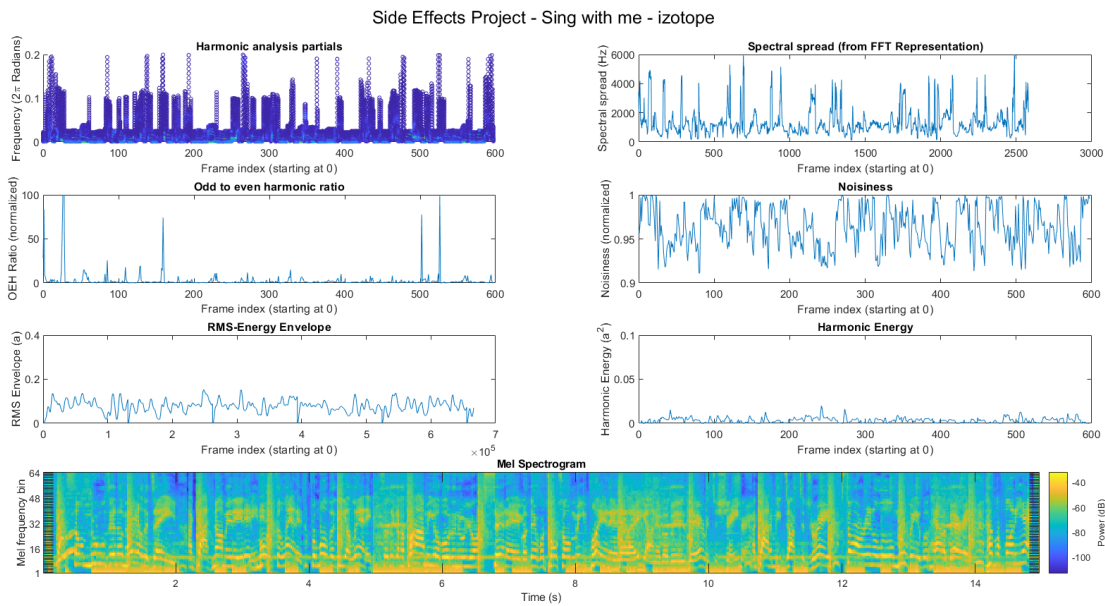 Side Effects Project - Sing with me - izotope
Harmonic analysis partials
Frequency (2π Radians)
0.2
0.1
0
0 100 200 300 400 500 600
Frame index (starting at 0)
Spectral spread (from FFT Representation)
Spectral spread (Hz)
6000
4000
2000
0
0 500 1000 1500 2000 2500 3000
Frame index (starting at 0)
Odd to even harmonic ratio
OEH Ratio (normalized)
100
50
0
0 100 200 300 400 500 600
Frame index (starting at 0)
Noisiness
Noisiness (normalized)
1
0.95
0.9
0 100 200 300 400 500 600
Frame index (starting at 0)
RMS-Energy Envelope
RMS Envelope (a)
0.4
0.2
0
0 1 2 3 4 5 6 7
×10⁵
Frame index (starting at 0)
Harmonic Energy
Harmonic Energy (a²)
0.1
0.05
0
0 100 200 300 400 500 600
Frame index (starting at 0)
Mel Spectrogram
Mel frequency bin
64
48
32
16
1
2 4 6 8 10 12 14
Time (s)
-40
-60
-80
-100
Power (dB)